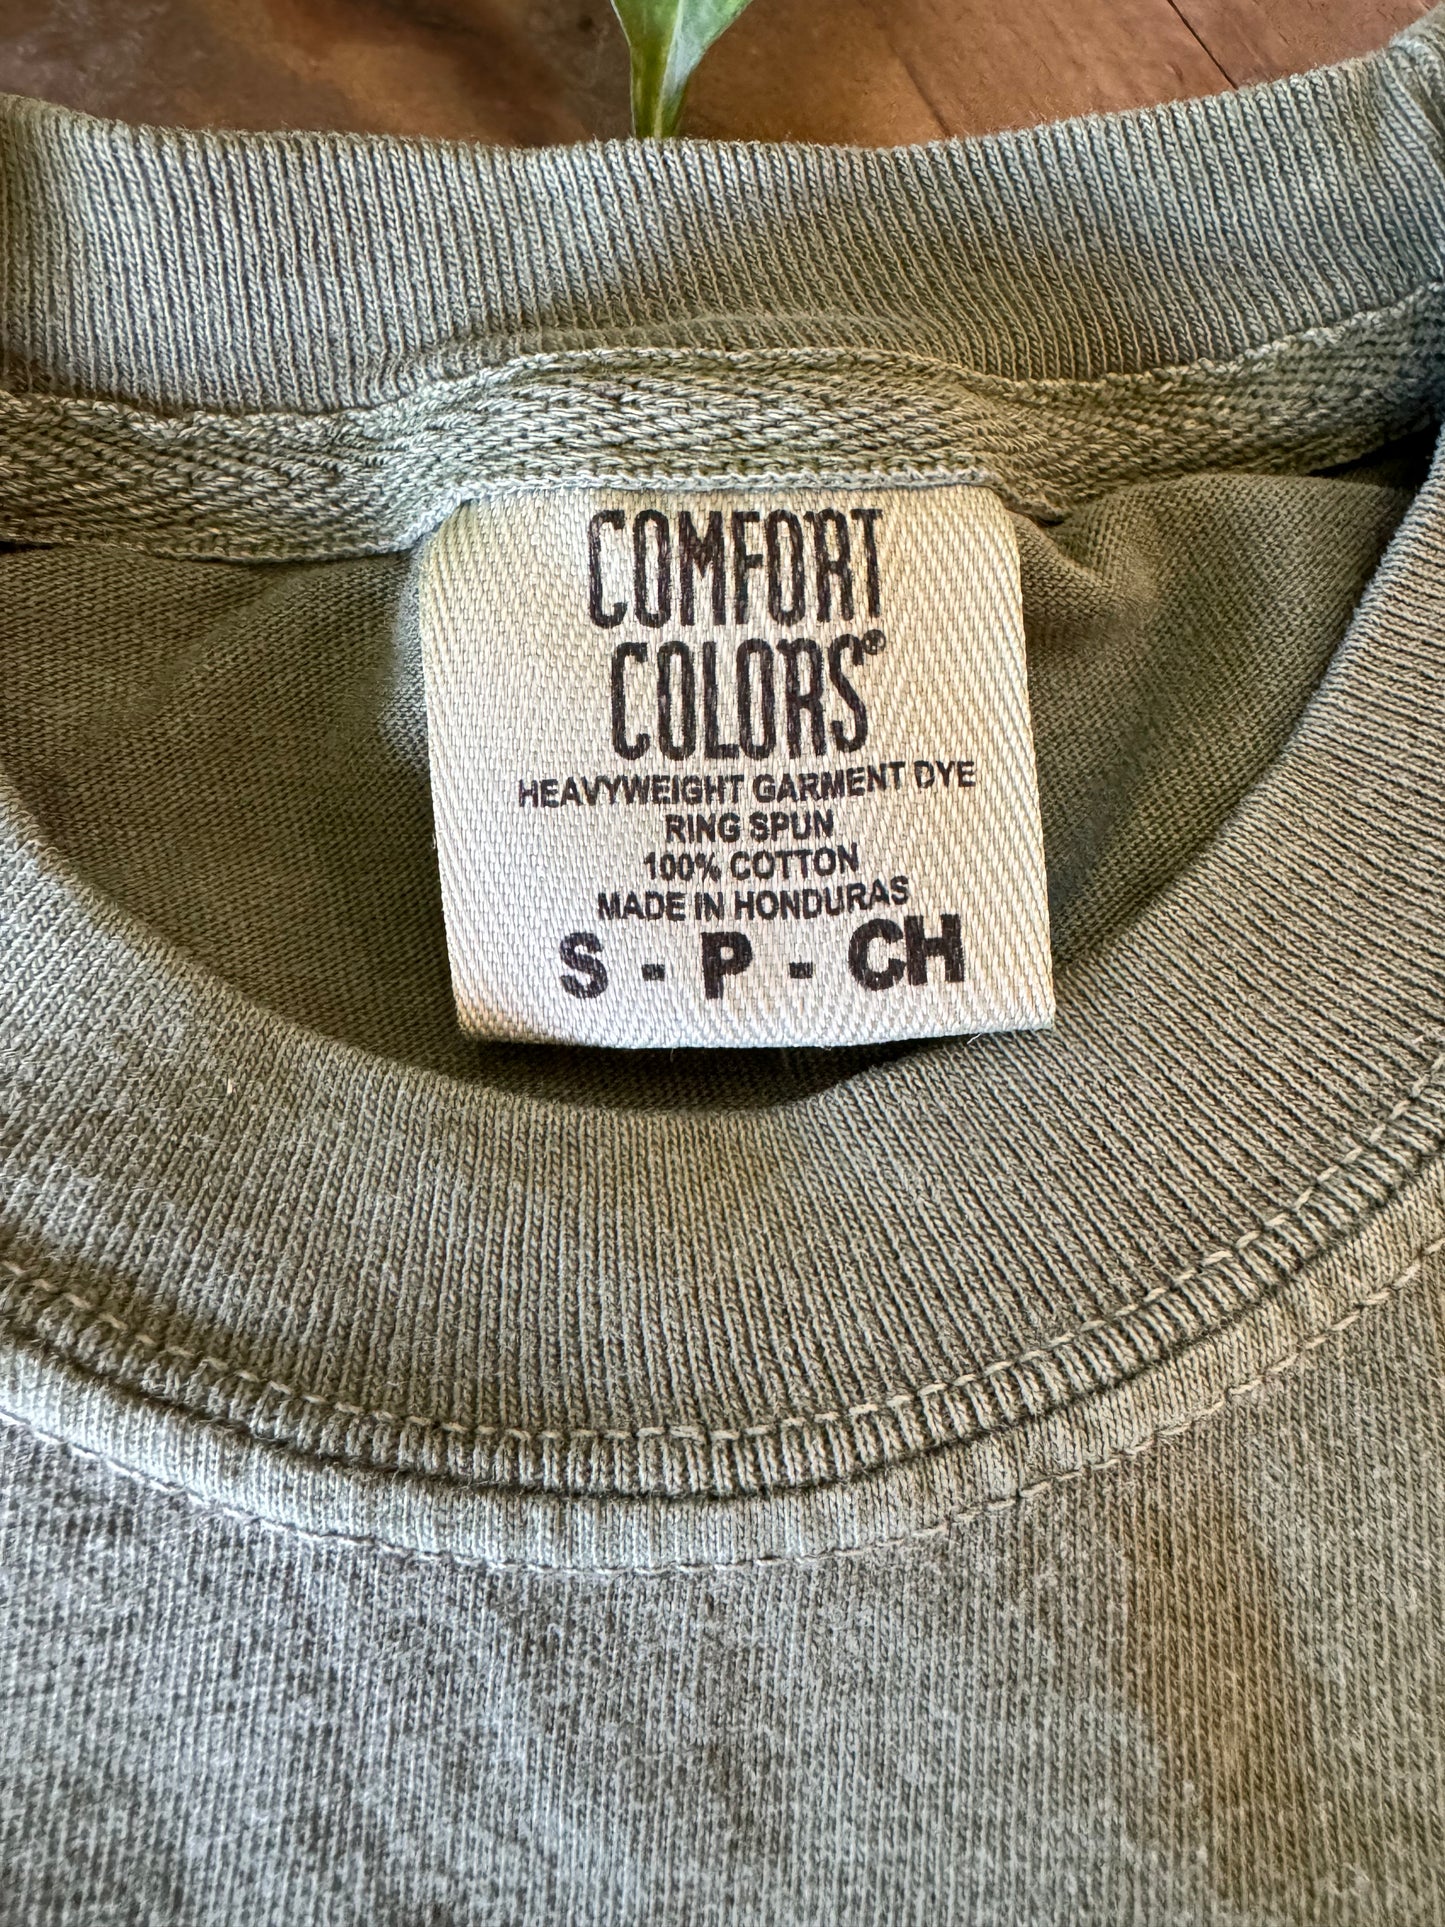 COMFORT
COLORS®
HEAVYWEIGHT GARMENT DYE
RING SPUN
100% COTTON
MADE IN HONDURAS
S - P - CH